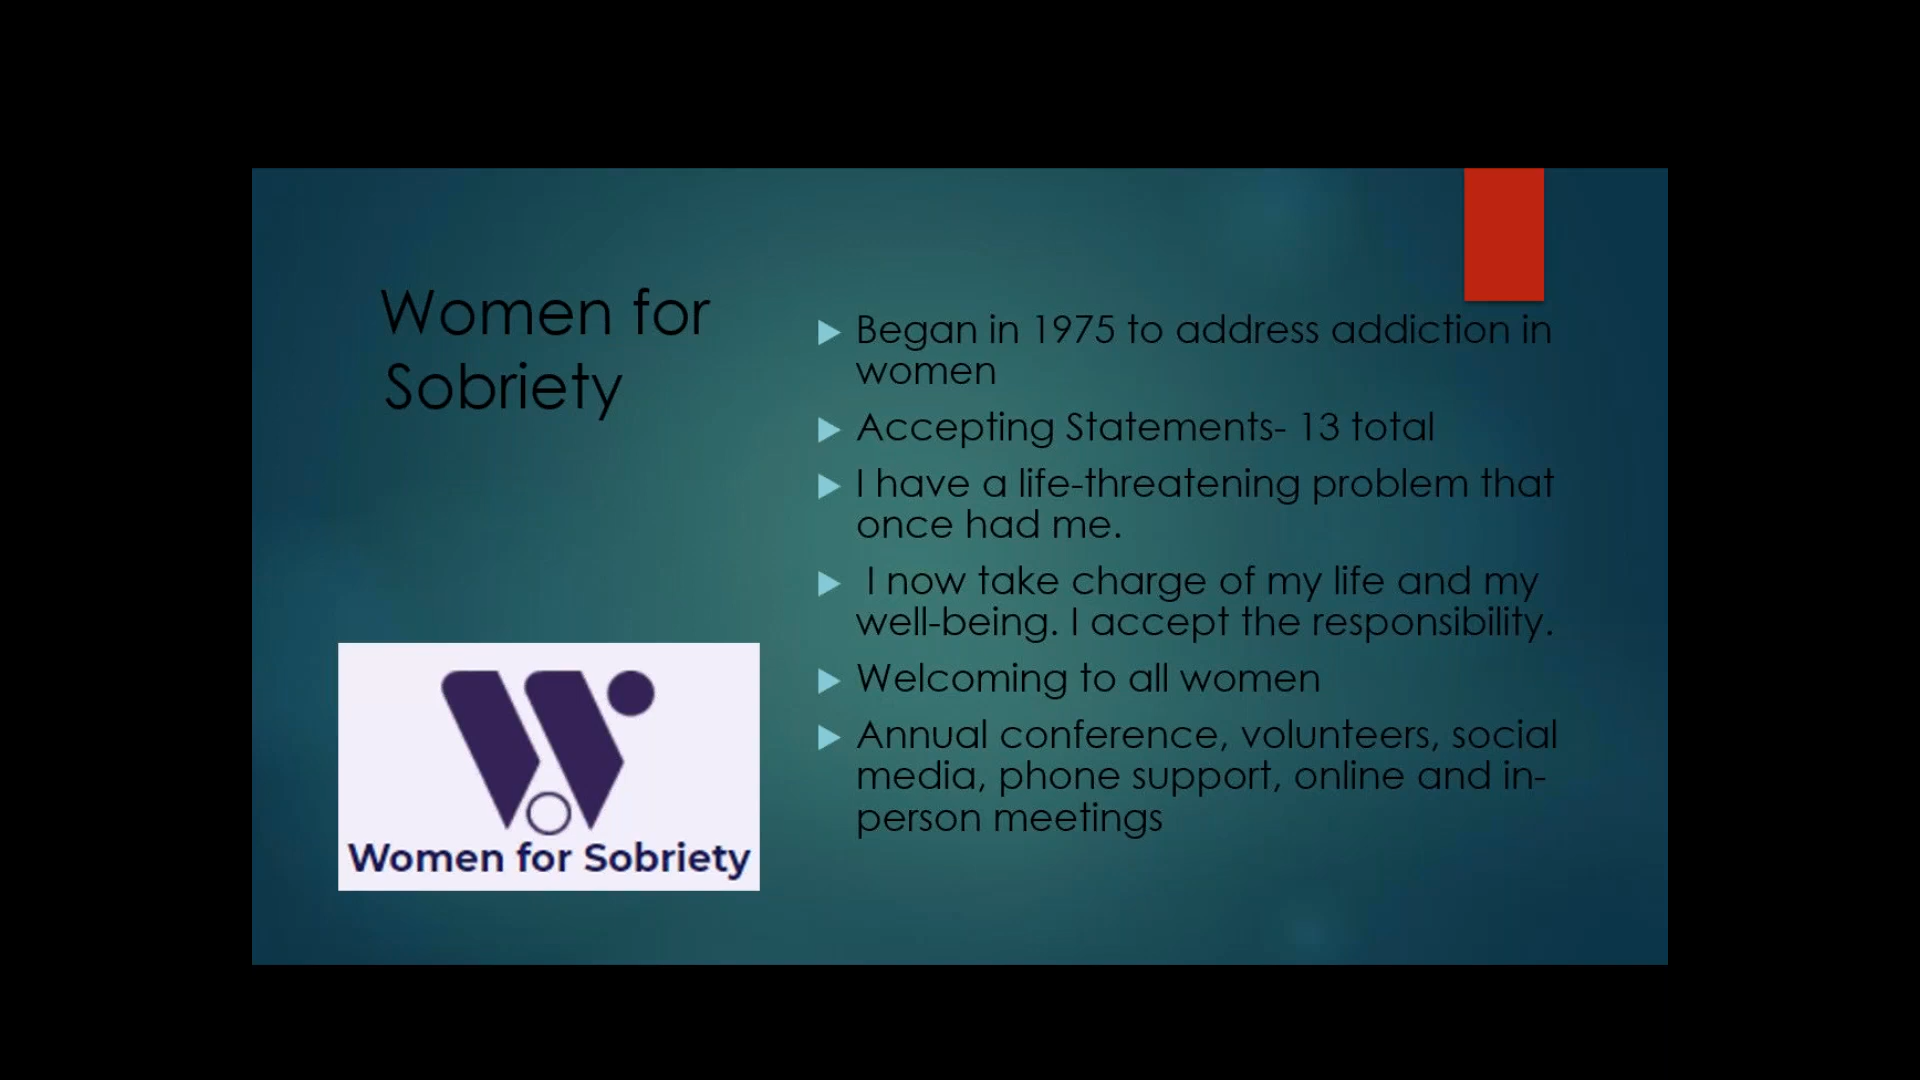 Women for
Sobriety
Began in 1975 to address addiction in
women
Accepting Statements- 13 total
I have a life-threatening problem that
once had me.
I now take charge of my life and my
well-being. I accept the responsibility.
Welcoming to all women
Annual conference, volunteers, social
media, phone support, online and in-
person meetings
Women for Sobriety